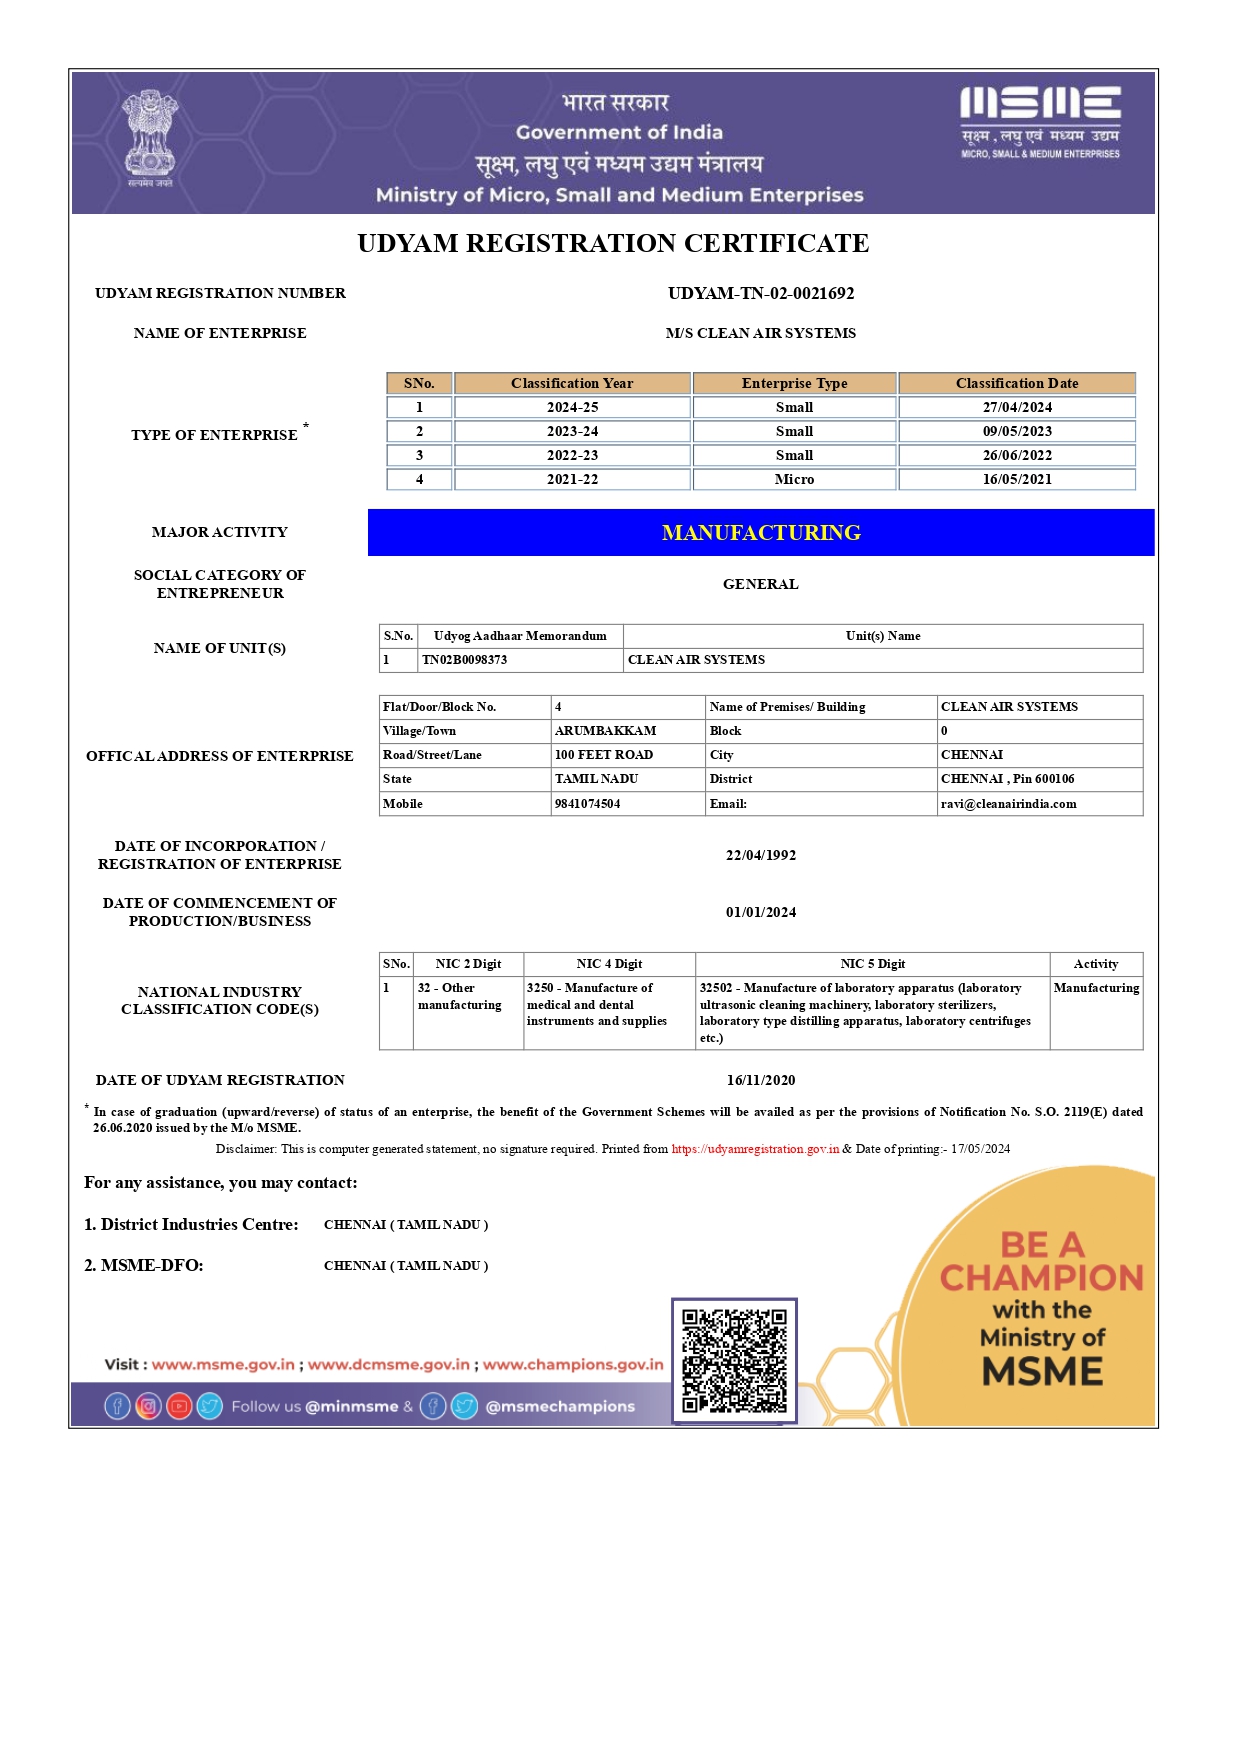 भारत सरकार
Government of India
सूक्ष्म, लघु एवं मध्यम उद्यम मंत्रालय
Ministry of Micro, Small and Medium Enterprises
सत्यमेव जयते
msme
सूक्ष्म, लघु एवं मध्यम उद्यम
MICRO, SMALL & MEDIUM ENTERPRISES
UDYAM REGISTRATION CERTIFICATE
UDYAM REGISTRATION NUMBER UDYAM-TN-02-0021692
NAME OF ENTERPRISE M/S CLEAN AIR SYSTEMS
TYPE OF ENTERPRISE *
SNo. Classification Year Enterprise Type Classification Date
1 2024-25 Small 27/04/2024
2 2023-24 Small 09/05/2023
3 2022-23 Small 26/06/2022
4 2021-22 Micro 16/05/2021
MAJOR ACTIVITY MANUFACTURING
SOCIAL CATEGORY OF
ENTREPRENEUR
GENERAL
NAME OF UNIT(S)
S.No. Udyog Aadhaar Memorandum Unit(s) Name
1 TN02B0098373 CLEAN AIR SYSTEMS
OFFICAL ADDRESS OF ENTERPRISE
Flat/Door/Block No. 4 Name of Premises/ Building CLEAN AIR SYSTEMS
Village/Town ARUMBAKKAM Block 0
Road/Street/Lane 100 FEET ROAD City CHENNAI
State TAMIL NADU District CHENNAI , Pin 600106
Mobile 9841074504 Email: ravi@cleanairindia.com
DATE OF INCORPORATION /
REGISTRATION OF ENTERPRISE
22/04/1992
DATE OF COMMENCEMENT OF
PRODUCTION/BUSINESS
01/01/2024
NATIONAL INDUSTRY
CLASSIFICATION CODE(S)
SNo. NIC 2 Digit NIC 4 Digit NIC 5 Digit Activity
1 32 - Other 3250 - Manufacture of 32502 - Manufacture of laboratory apparatus (laboratory Manufacturing
manufacturing medical and dental ultrasonic cleaning machinery, laboratory sterilizers,
instruments and supplies laboratory type distilling apparatus, laboratory centrifuges
etc.)
DATE OF UDYAM REGISTRATION 16/11/2020
* In case of graduation (upward/reverse) of status of an enterprise, the benefit of the Government Schemes will be availed as per the provisions of Notification No. S.O. 2119(E) dated
26.06.2020 issued by the M/o MSME.
Disclaimer: This is computer generated statement, no signature required. Printed from https://udyamregistration.gov.in & Date of printing:- 17/05/2024
For any assistance, you may contact:
1. District Industries Centre: CHENNAI ( TAMIL NADU )
2. MSME-DFO: CHENNAI ( TAMIL NADU )
BE A
CHAMPION
with the
Ministry of
MSME
Visit : www.msme.gov.in ; www.dcmsme.gov.in ; www.champions.gov.in
Follow us @minmsme & @msmechampions